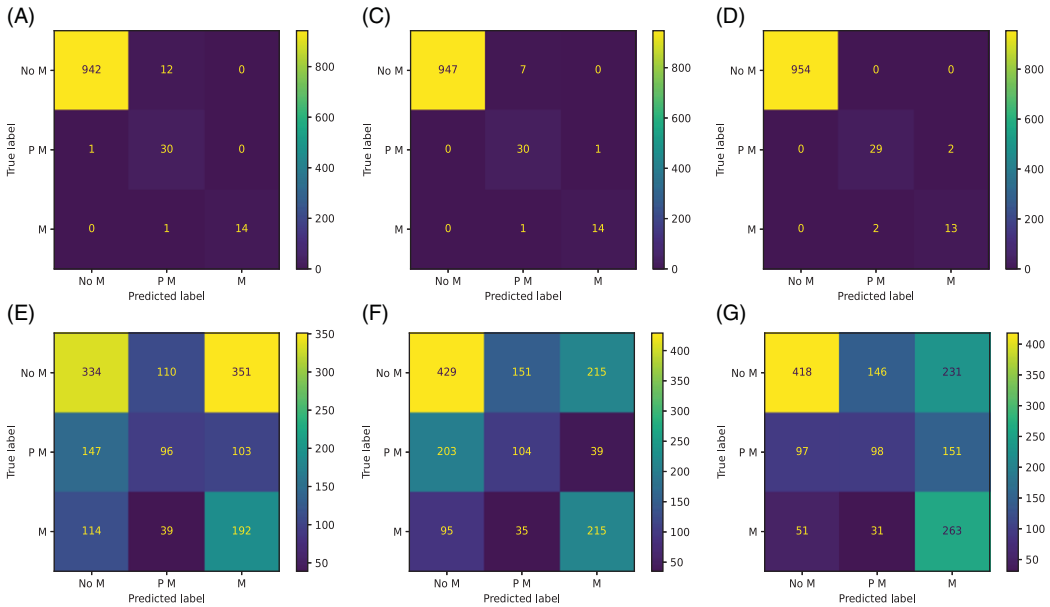 (A)
True label
No M
P M
M
942 12 0
1 30 0
0 1 14
No M P M M
Predicted label
800
600
400
200
0
(C)
True label
No M
P M
M
947 7 0
0 30 1
0 1 14
No M P M M
Predicted label
800
600
400
200
0
(D)
True label
No M
P M
M
954 0 0
0 29 2
0 2 13
No M P M M
Predicted label
800
600
400
200
0
(E)
True label
No M
P M
M
334 110 351
147 96 103
114 39 192
No M P M M
Predicted label
350
300
250
200
150
100
50
(F)
True label
No M
P M
M
429 151 215
203 104 39
95 35 215
No M P M M
Predicted label
400
350
300
250
200
150
100
50
(G)
True label
No M
P M
M
418 146 231
97 98 151
51 31 263
No M P M M
Predicted label
400
350
300
250
200
150
100
50